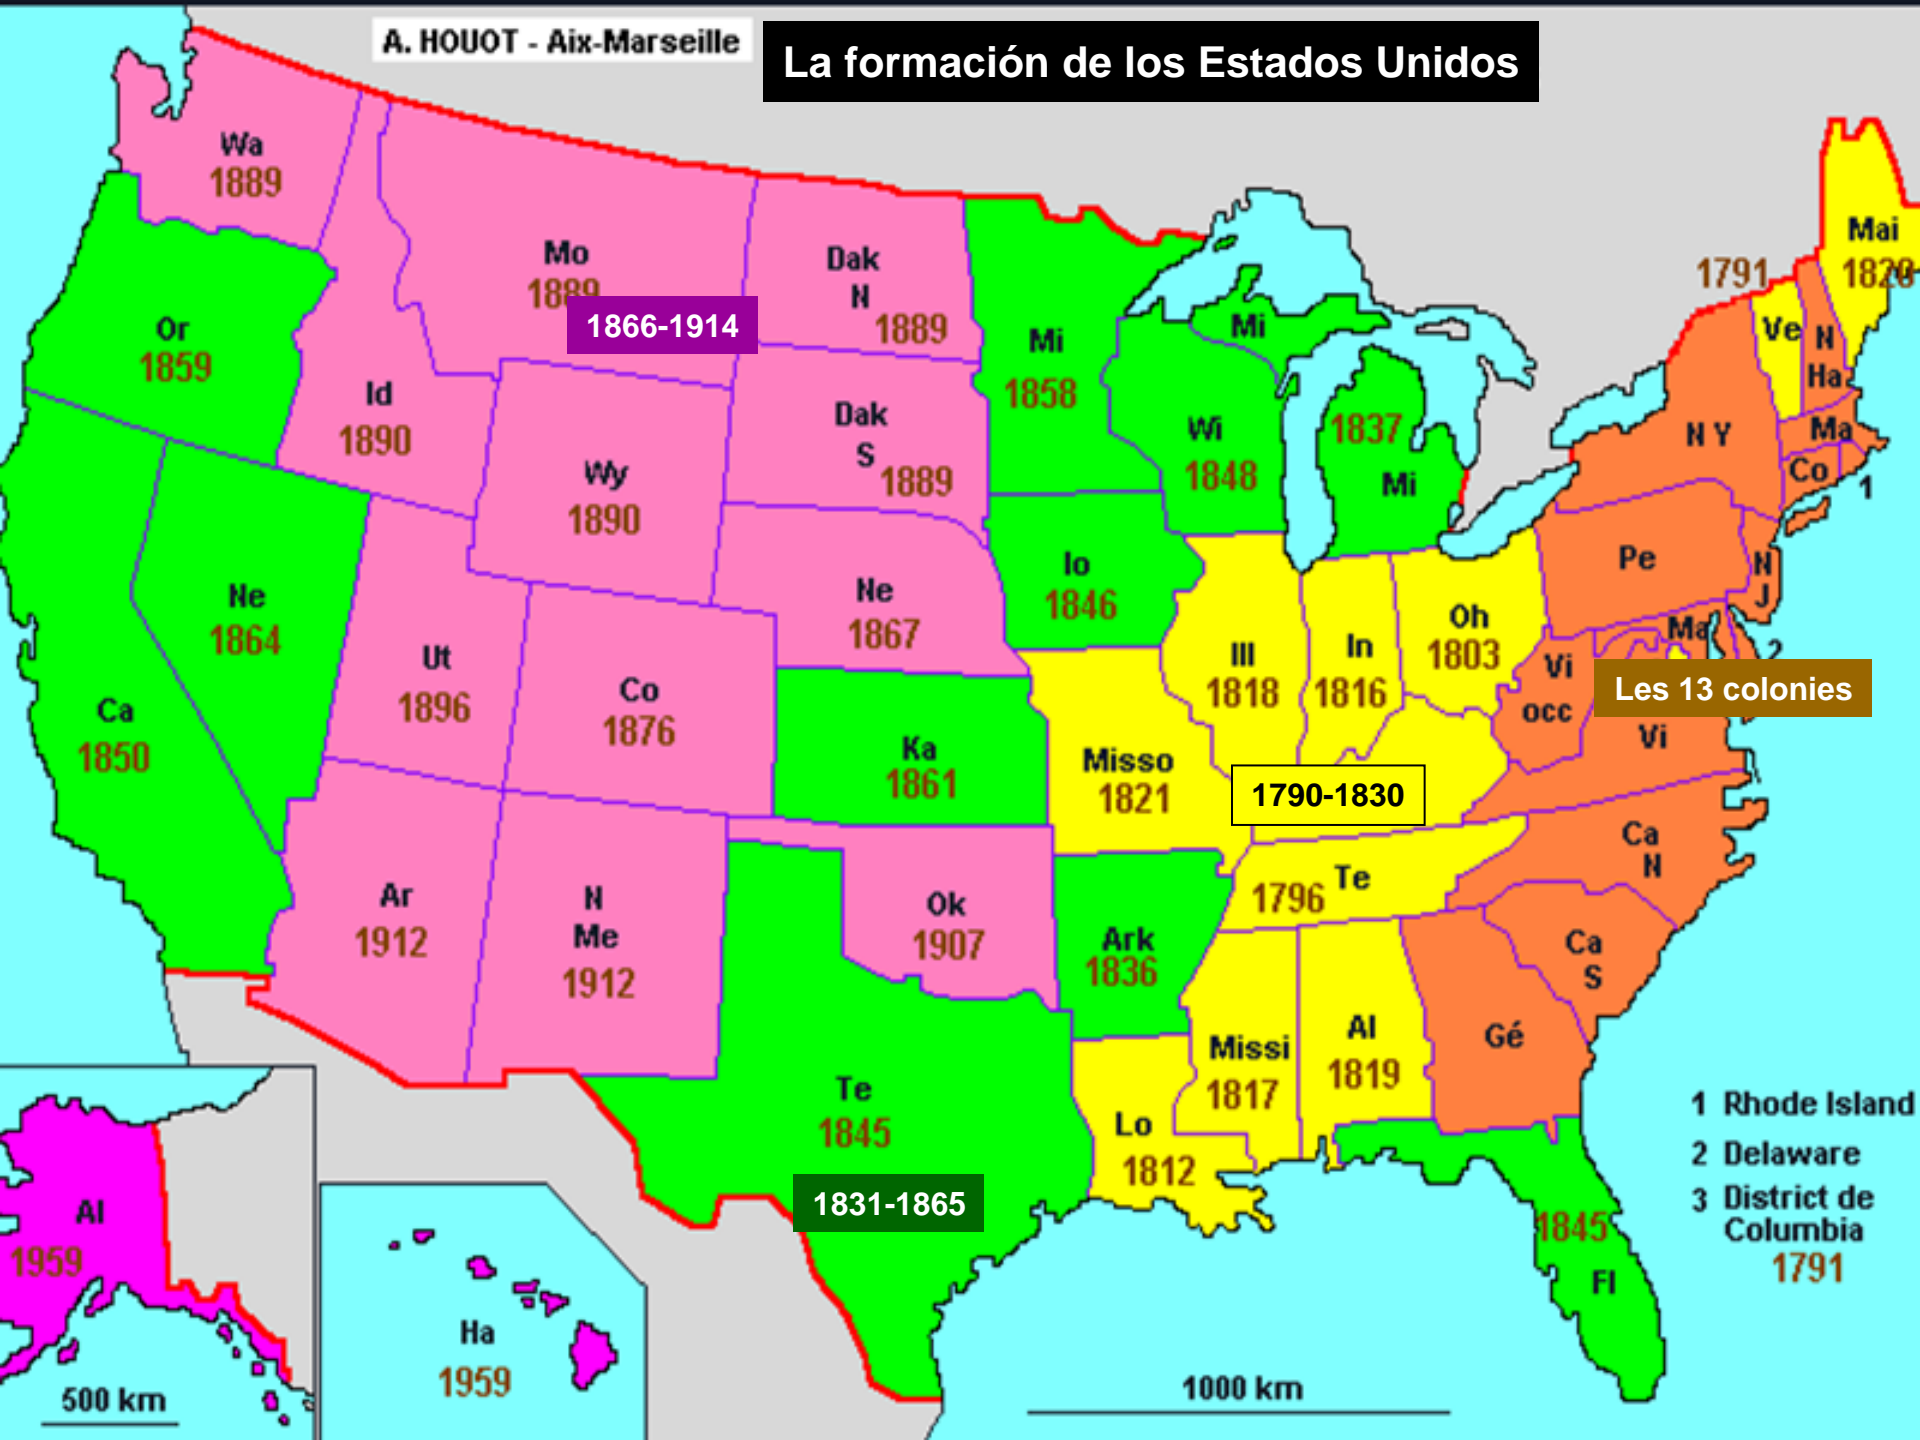 A. HOUOT - Aix-Marseille
La formación de los Estados Unidos
Wa
1889
Or
1859
Id
1890
Mo
1889
1866-1914
Dak
N
1889
Dak
S
1889
Wy
1890
Ne
1867
Mi
1858
Wi
1848
Mi
1837
Mi
Io
1846
1791
Ve
N
Ha
Mai
1820
N Y
Ma
Co
1
Pe
N
J
Ma
2
Les 13 colonies
Vi
occ
Vi
Oh
1803
In
1816
Ill
1818
1790-1830
Misso
1821
Ka
1861
Co
1876
Ut
1896
Ne
1864
Ca
1850
Ar
1912
N
Me
1912
Ok
1907
Ark
1836
Te
1796
Ca
N
Ca
S
Gé
Al
1819
Missi
1817
Lo
1812
Te
1845
1831-1865
1845
Fl
1 Rhode Island
2 Delaware
3 District de
Columbia
1791
Al
1959
500 km
Ha
1959
1000 km